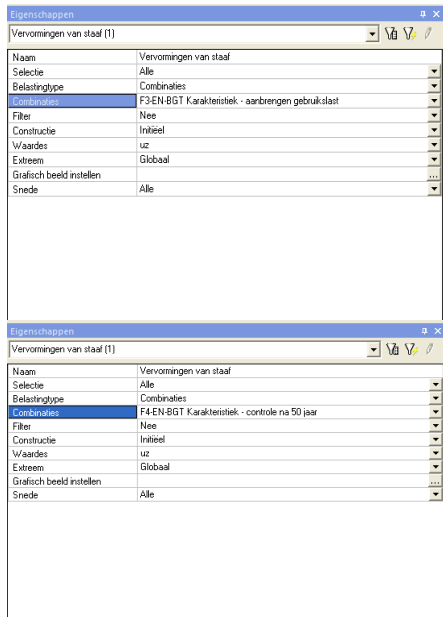 Eigenschappen
Vervormingen van staaf (1)
Naam Vervormingen van staaf
Selectie Alle
Belastingtype Combinaties
Combinaties F3-EN-BGT Karakteristiek - aanbrengen gebruikslast
Filter Nee
Constructie Initiëel
Waardes uz
Extreem Globaal
Grafisch beeld instellen ...
Snede Alle
Eigenschappen
Vervormingen van staaf (1)
Naam Vervormingen van staaf
Selectie Alle
Belastingtype Combinaties
Combinaties F4-EN-BGT Karakteristiek - controle na 50 jaar
Filter Nee
Constructie Initiëel
Waardes uz
Extreem Globaal
Grafisch beeld instellen ...
Snede Alle